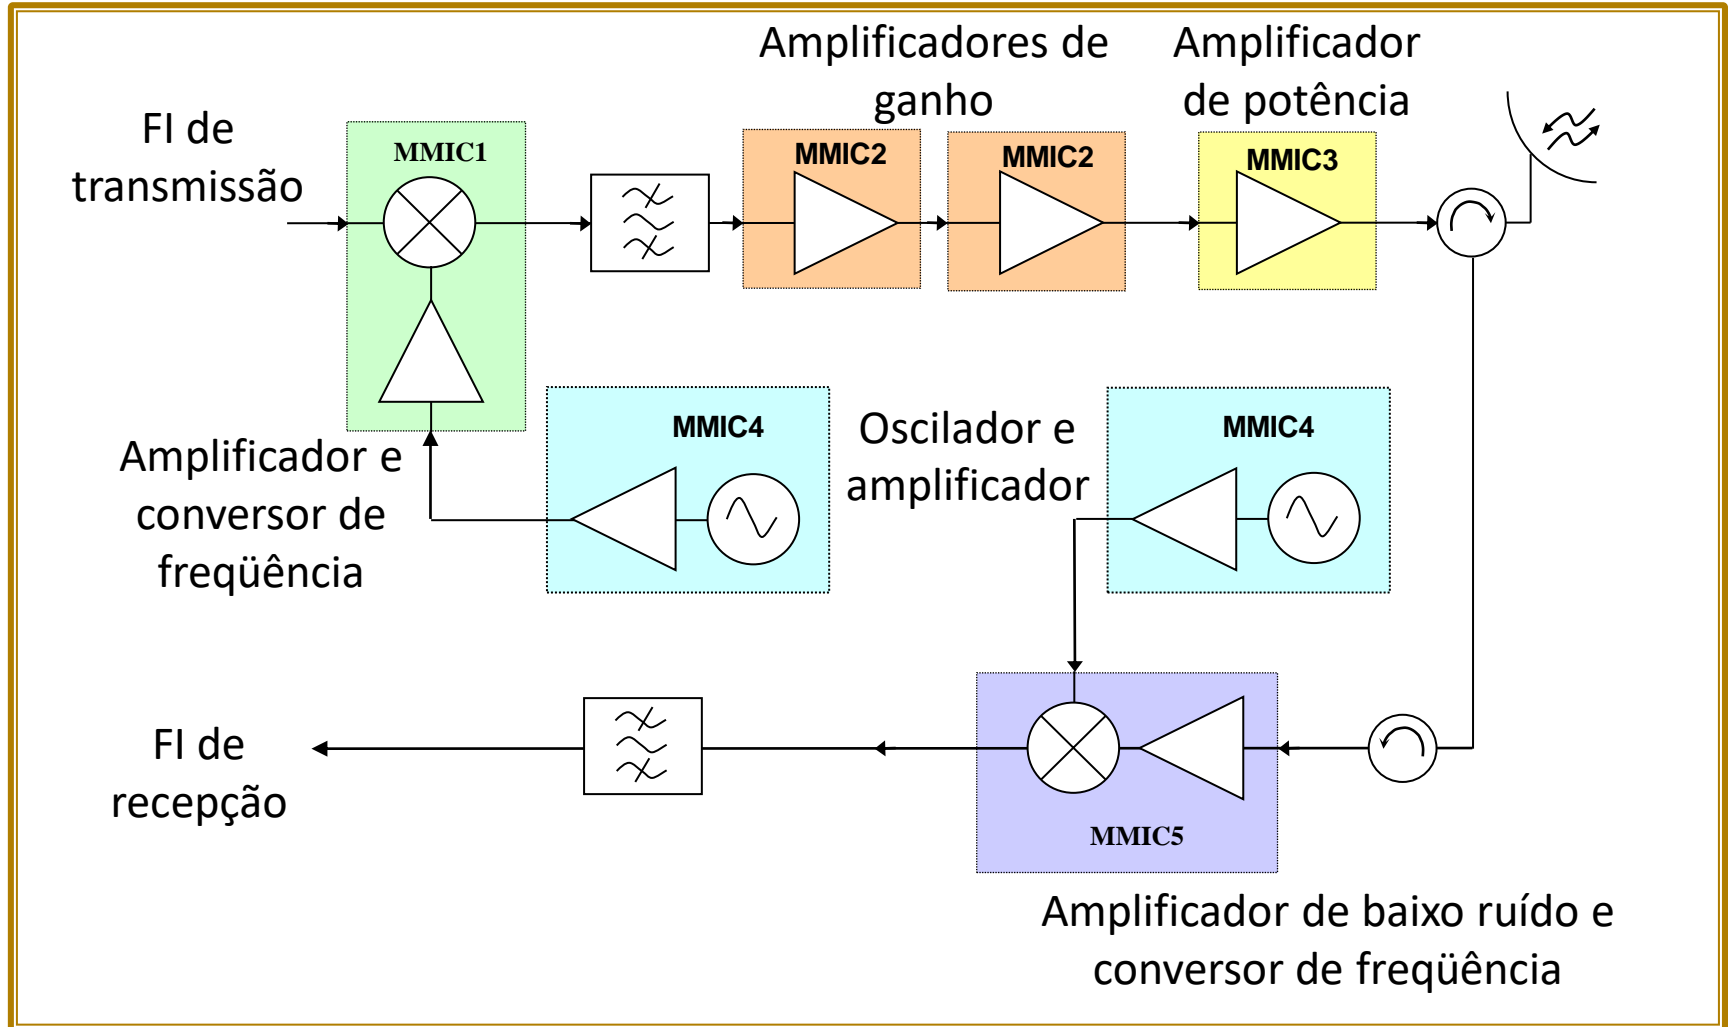 Amplificadores de
ganho
Amplificador
de potência
FI de
transmissão
MMIC1
MMIC2
MMIC2
MMIC3
Amplificador e
conversor de
freqüência
MMIC4
Oscilador e
amplificador
MMIC4
FI de
recepção
MMIC5
Amplificador de baixo ruído e
conversor de freqüência